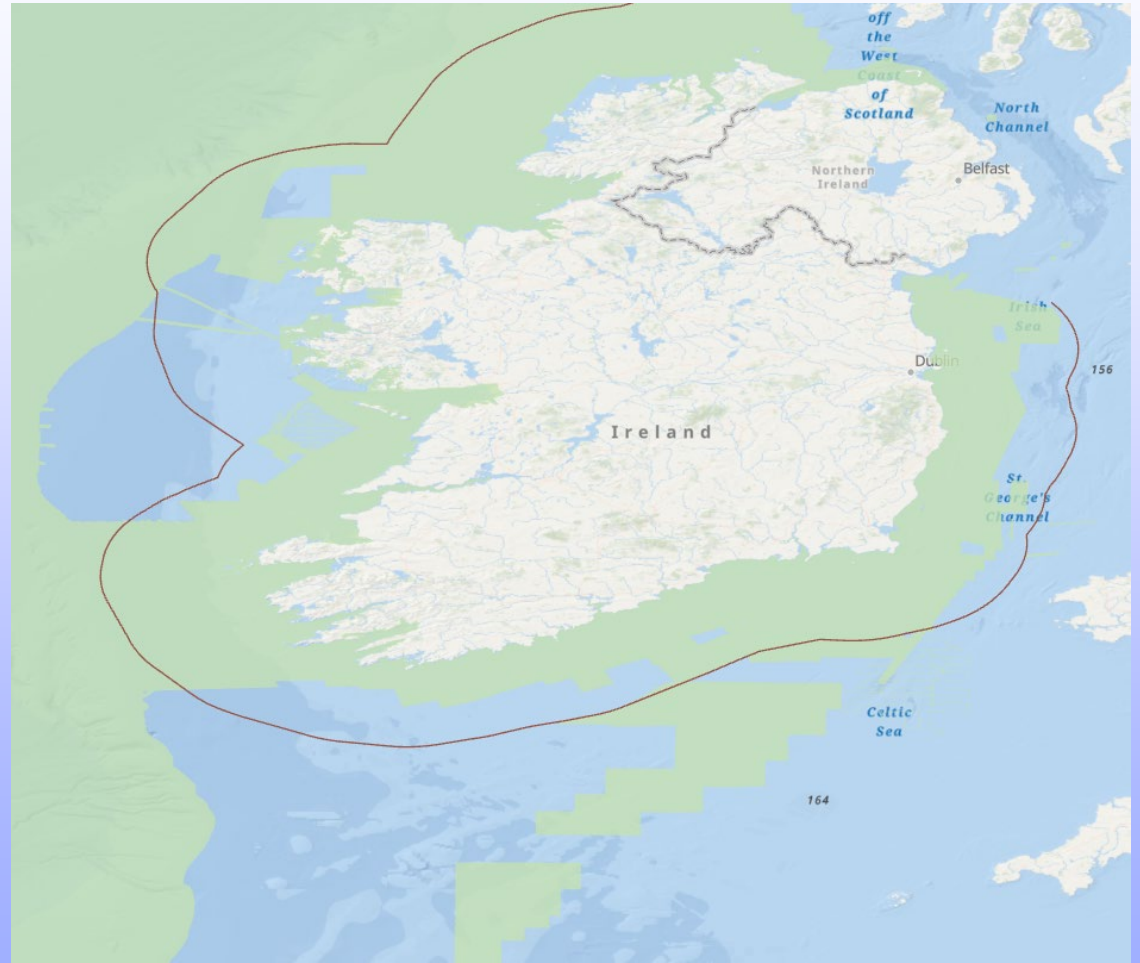 off
the
West
Coast
of
Scotland
North
Channel
Northern
Ireland
Belfast
Irish
Sea
Dublin
156
Ireland
St.
George's
Channel
Celtic
Sea
164